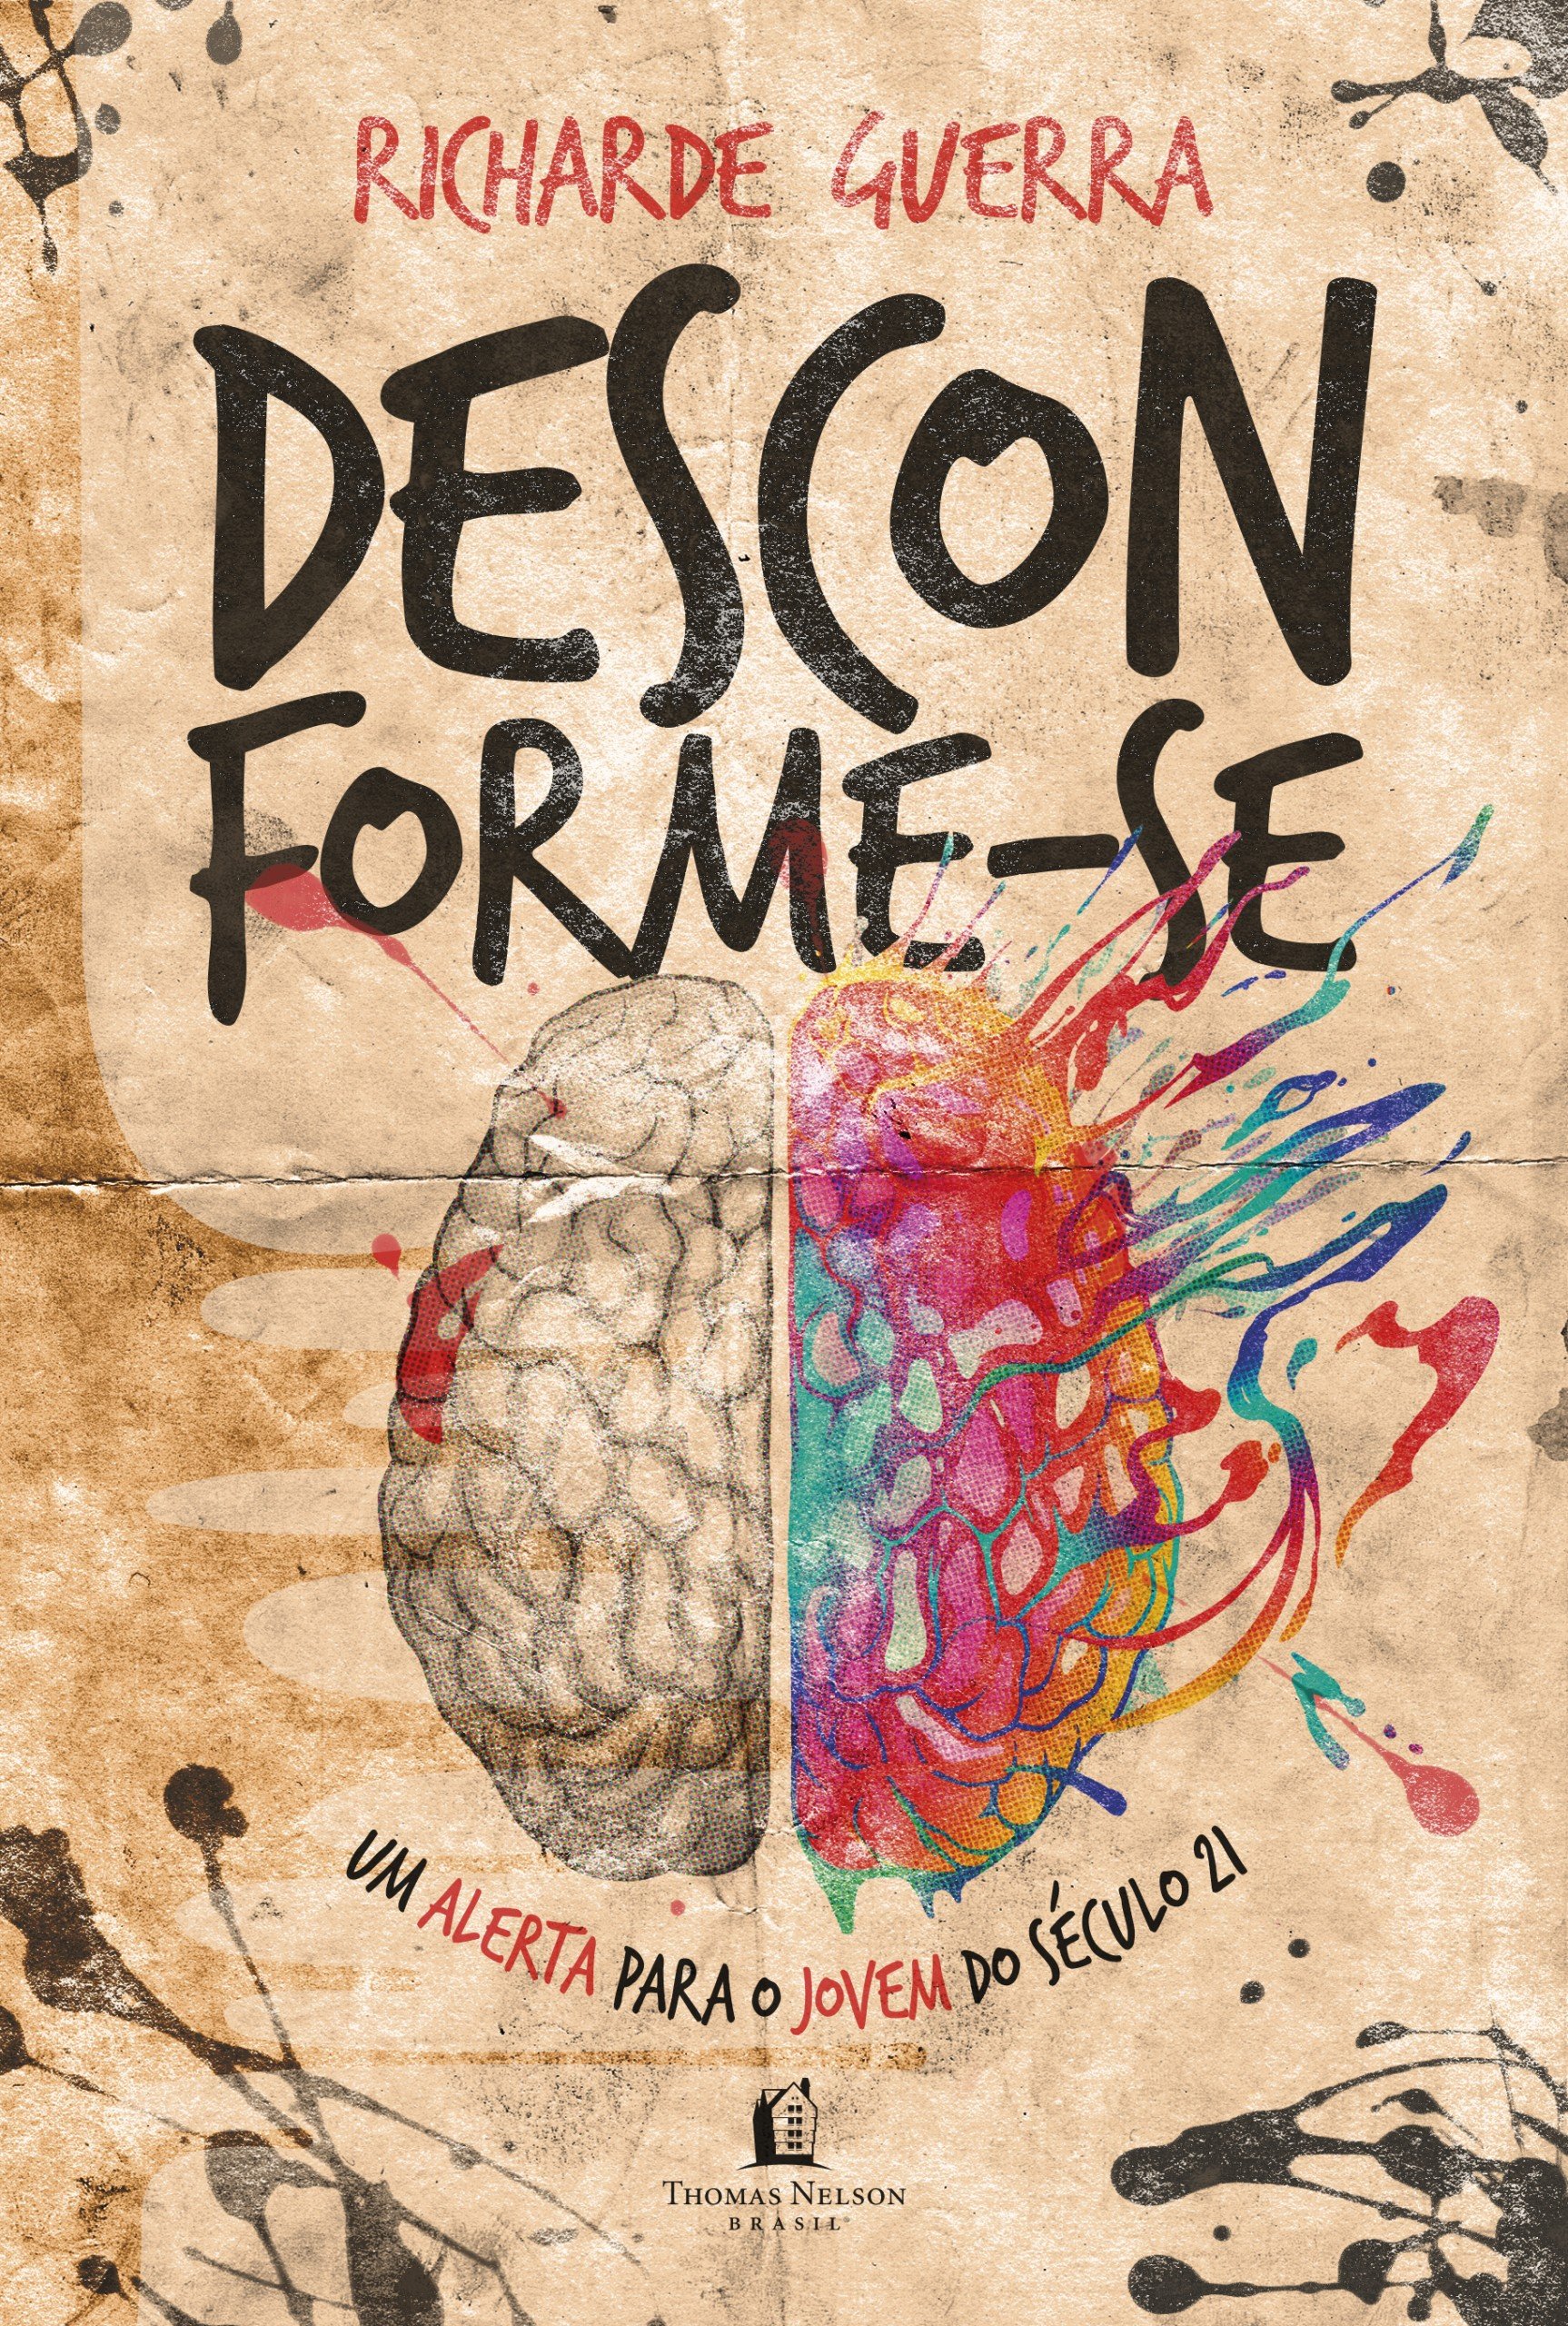 RICHARDE GUERRA
DESCON
FORME-SE
UM ALERTA PARA O JOVEM DO SÉCULO 21
THOMAS NELSON
BRASIL